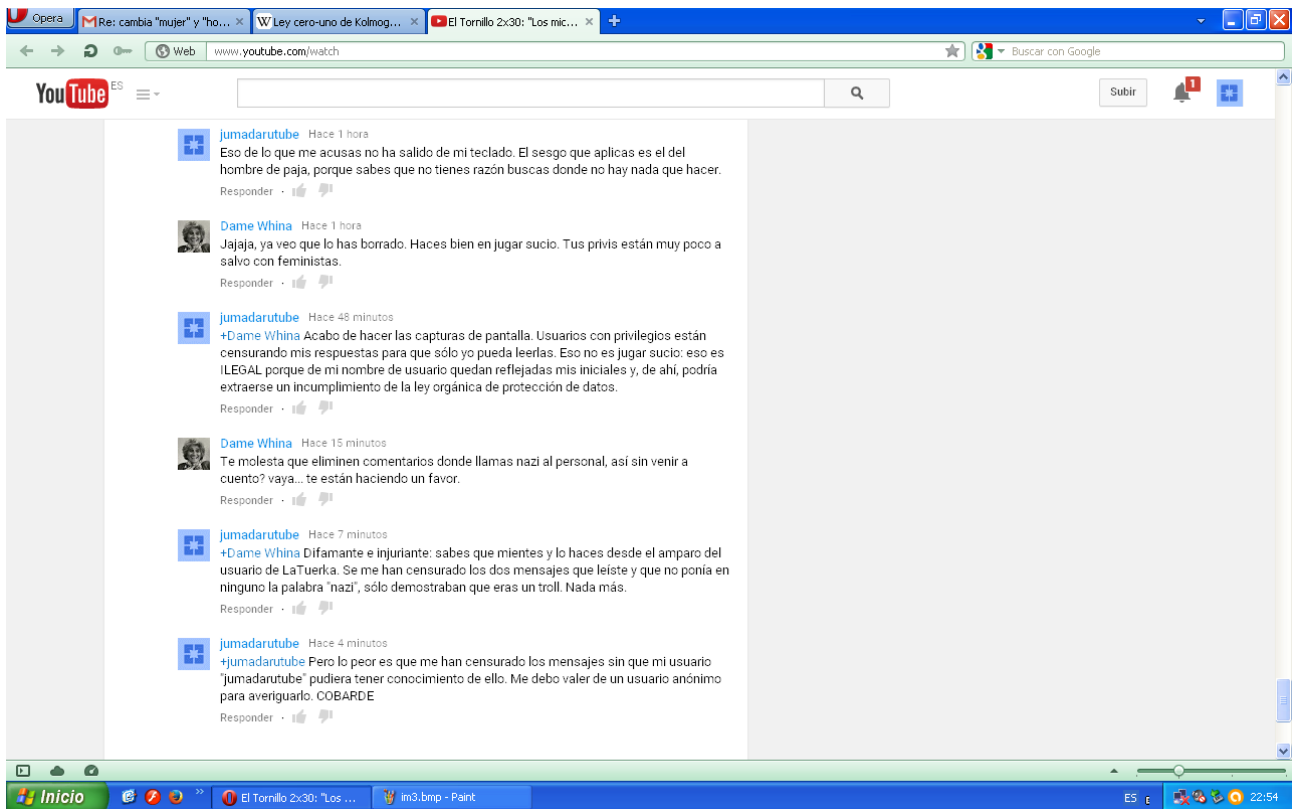 Opera
Re: cambia "mujer" y "ho...
W Ley cero-uno de Kolmog...
El Tornillo 2x30: "Los mic...
Web
www.youtube.com/watch
Buscar con Google
YouTube ES
Subir
1
jumadarutube Hace 1 hora
Eso de lo que me acusas no ha salido de mi teclado. El sesgo que aplicas es el del
hombre de paja, porque sabes que no tienes razón buscas donde no hay nada que hacer.
Responder ·
Dame Whina Hace 1 hora
Jajaja, ya veo que lo has borrado. Haces bien en jugar sucio. Tus privis están muy poco a
salvo con feministas.
Responder ·
jumadarutube Hace 48 minutos
+Dame Whina Acabo de hacer las capturas de pantalla. Usuarios con privilegios están
censurando mis respuestas para que sólo yo pueda leerlas. Eso no es jugar sucio: eso es
ILEGAL porque de mi nombre de usuario quedan reflejadas mis iniciales y, de ahí, podría
extraerse un incumplimiento de la ley orgánica de protección de datos.
Responder ·
Dame Whina Hace 15 minutos
Te molesta que eliminen comentarios donde llamas nazi al personal, así sin venir a
cuento? vaya... te están haciendo un favor.
Responder ·
jumadarutube Hace 7 minutos
+Dame Whina Difamante e injuriante: sabes que mientes y lo haces desde el amparo del
usuario de LaTuerka. Se me han censurado los dos mensajes que leíste y que no ponía en
ninguno la palabra "nazi", sólo demostraban que eras un troll. Nada más.
Responder ·
jumadarutube Hace 4 minutos
+jumadarutube Pero lo peor es que me han censurado los mensajes sin que mi usuario
"jumadarutube" pudiera tener conocimiento de ello. Me debo valer de un usuario anónimo
para averiguarlo. COBARDE
Responder ·
Inicio
El Tornillo 2x30: "Los ...
im3.bmp - Paint
ES
22:54